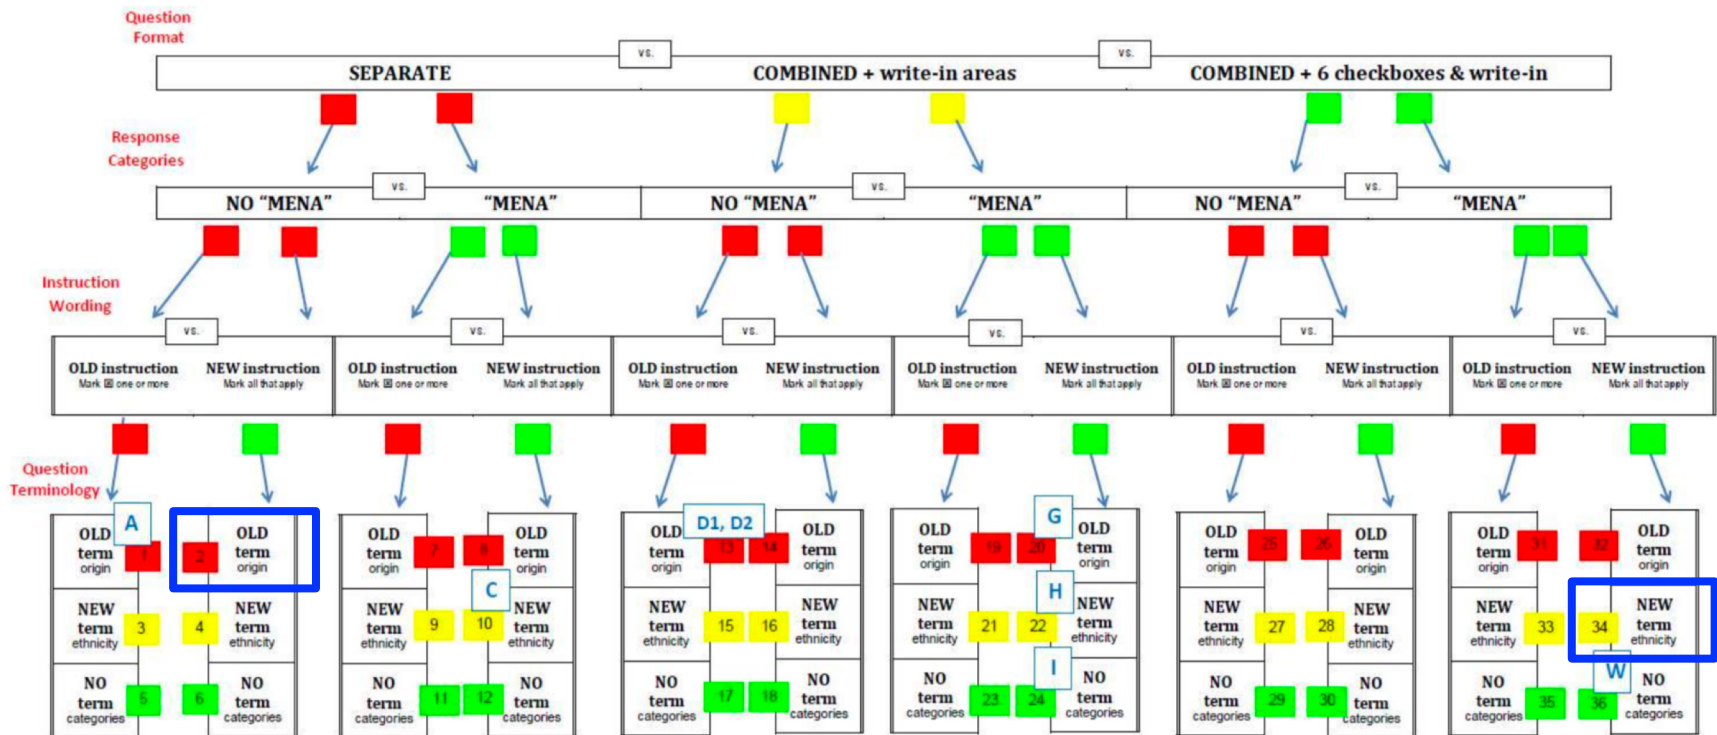 Question
Format
vs.
vs.
SEPARATE
COMBINED + write-in areas
COMBINED + 6 checkboxes & write-in
Response
Categories
vs.
vs.
vs.
NO “MENA”
“MENA”
NO “MENA”
“MENA”
NO “MENA”
“MENA”
Instruction
Wording
vs.
vs.
vs.
vs.
vs.
vs.
OLD instruction
Mark ☒ one or more
NEW instruction
Mark all that apply
OLD instruction
Mark ☒ one or more
NEW instruction
Mark all that apply
OLD instruction
Mark ☒ one or more
NEW instruction
Mark all that apply
OLD instruction
Mark ☒ one or more
NEW instruction
Mark all that apply
OLD instruction
Mark ☒ one or more
NEW instruction
Mark all that apply
OLD instruction
Mark ☒ one or more
NEW instruction
Mark all that apply
Question
Terminology
A
OLD
term
origin
1
2
OLD
term
origin
NEW
term
ethnicity
3
4
NEW
term
ethnicity
NO
term
categories
5
6
NO
term
categories
OLD
term
origin
7
8
OLD
term
origin
C
NEW
term
ethnicity
9
10
NEW
term
ethnicity
NO
term
categories
11
12
NO
term
categories
D1, D2
OLD
term
origin
13
14
OLD
term
origin
NEW
term
ethnicity
15
16
NEW
term
ethnicity
NO
term
categories
17
18
NO
term
categories
G
OLD
term
origin
19
20
OLD
term
origin
H
NEW
term
ethnicity
21
22
NEW
term
ethnicity
I
NO
term
categories
23
24
NO
term
categories
OLD
term
origin
25
26
OLD
term
origin
NEW
term
ethnicity
27
28
NEW
term
ethnicity
NO
term
categories
29
30
NO
term
categories
OLD
term
origin
31
32
OLD
term
origin
NEW
term
ethnicity
33
34
NEW
term
ethnicity
W
NO
term
categories
35
36
NO
term
categories